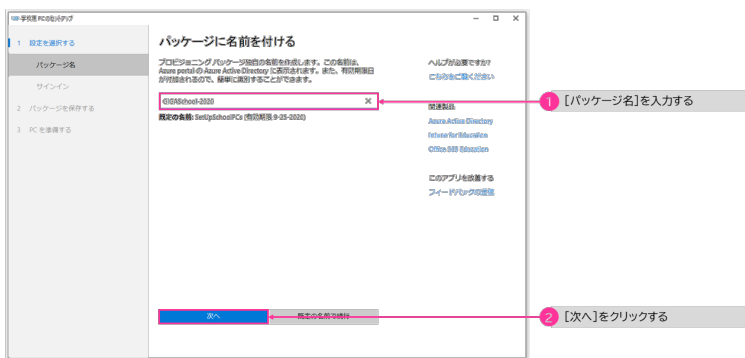 学校用 PCのセットアップ
1 設定を選択する
パッケージ名
サインイン
2 パッケージを保存する
3 PC を準備する
パッケージに名前を付ける
プロビジョニング パッケージ独自の名前を作成します。この名前は、
Azure portal の Azure Active Directory に表示されます。また、有効期限日
が付加されるので、簡単に識別することができます。
GIGASchool-2020
既定の名前: SetUpSchoolPCs (有効期限 9-25-2020)
次へ
既定の名前で続行
ヘルプが必要ですか?
こちらをご覧ください
関連製品
Azure Active Directory
Intune for Education
Office 365 Education
このアプリを改善する
フィードバックの送信
1 [パッケージ名]を入力する
2 [次へ]をクリックする